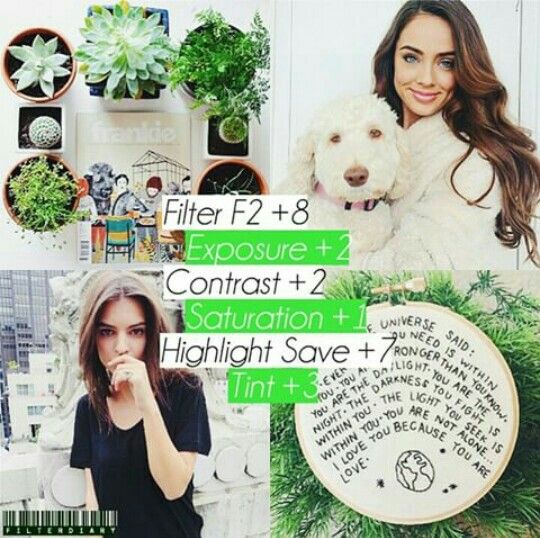 frankie
Filter F2 +8
Exposure +2
Contrast +2
Saturation +1
Highlight Save +7
Tint +3
UNIVERSE SAID:
YOU NEED IS WITHIN
RONGER THAN YOU KNOW.
YOU ARE THE DAYLIGHT. YOU ARE THE
NIGHT. THE DARKNESS YOU FIGHT IS
WITHIN YOU. THE LIGHT YOU SEEK IS
WITHIN YOU. YOU ARE NOT ALONE.
I LOVE YOU BECAUSE YOU ARE
LOVE.
FILTERDIARY